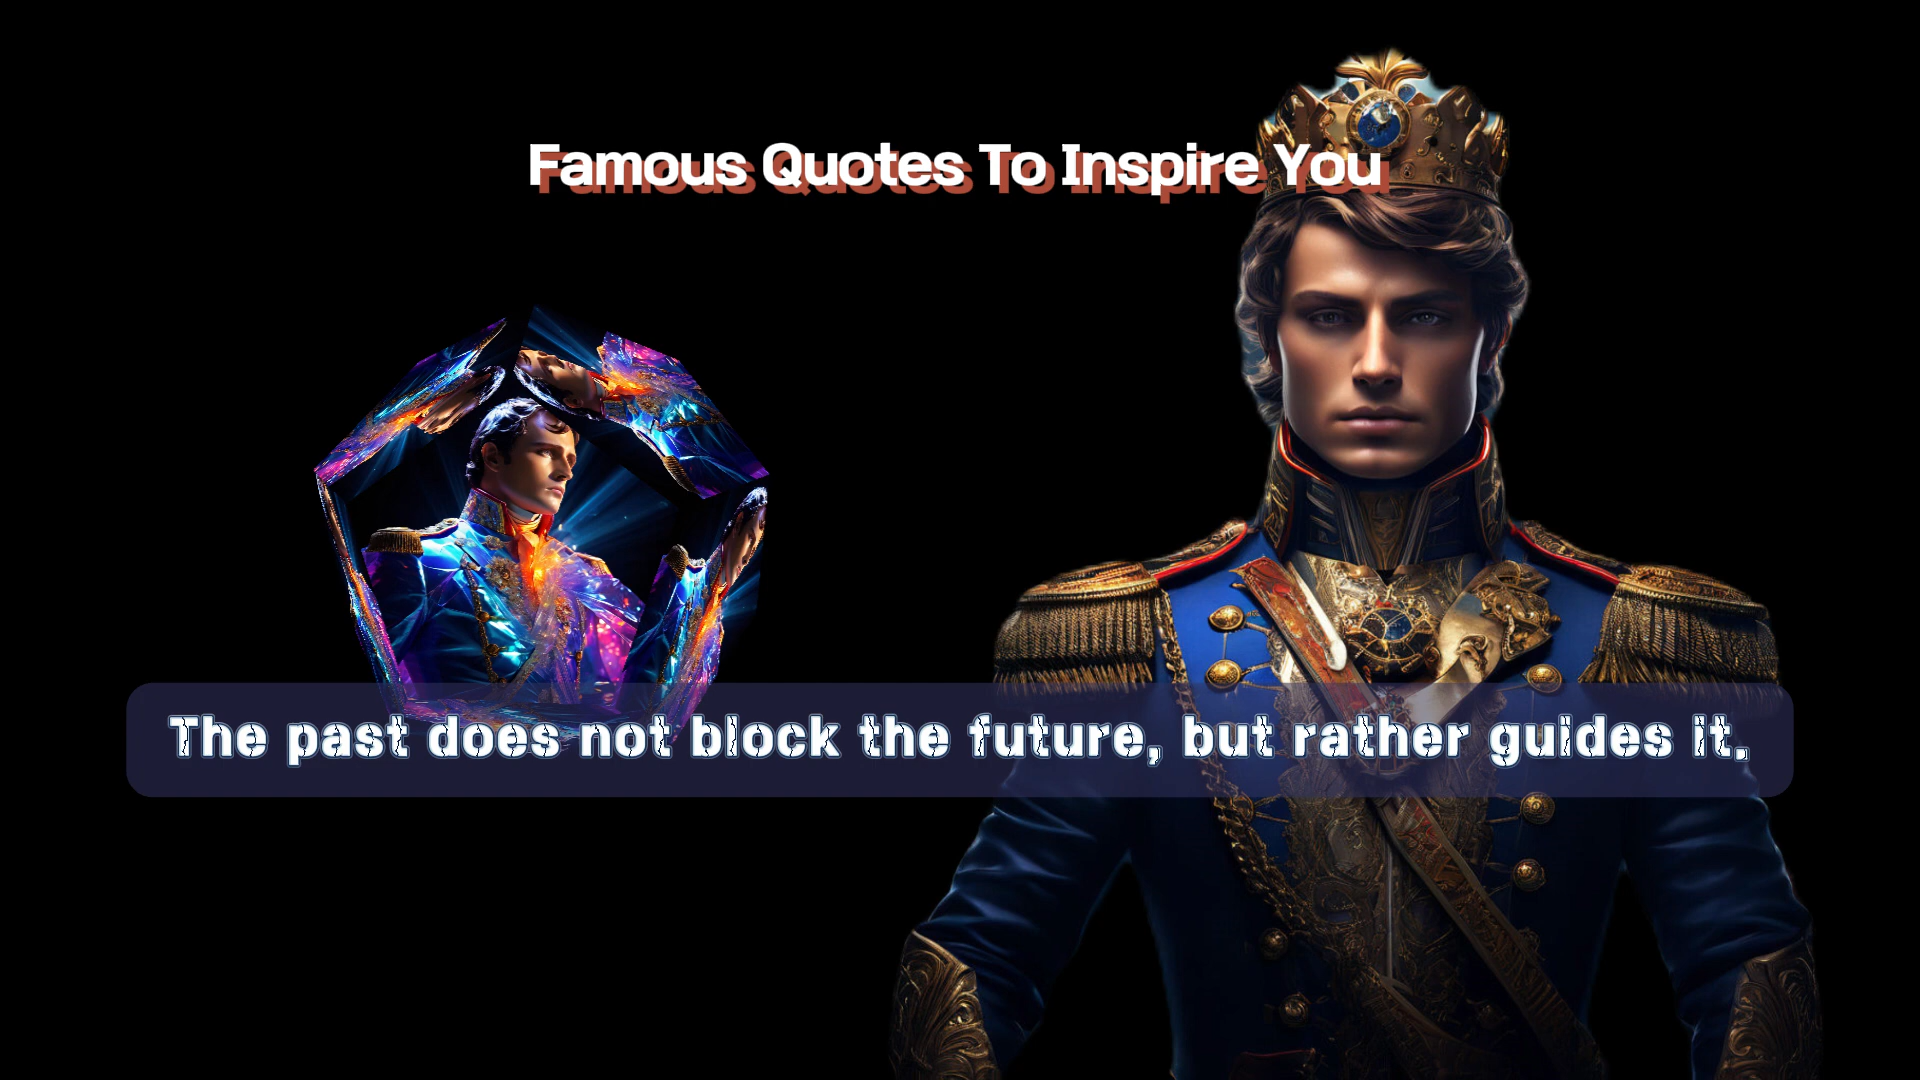 Famous Quotes To Inspire You
The past does not block the future, but rather guides it.